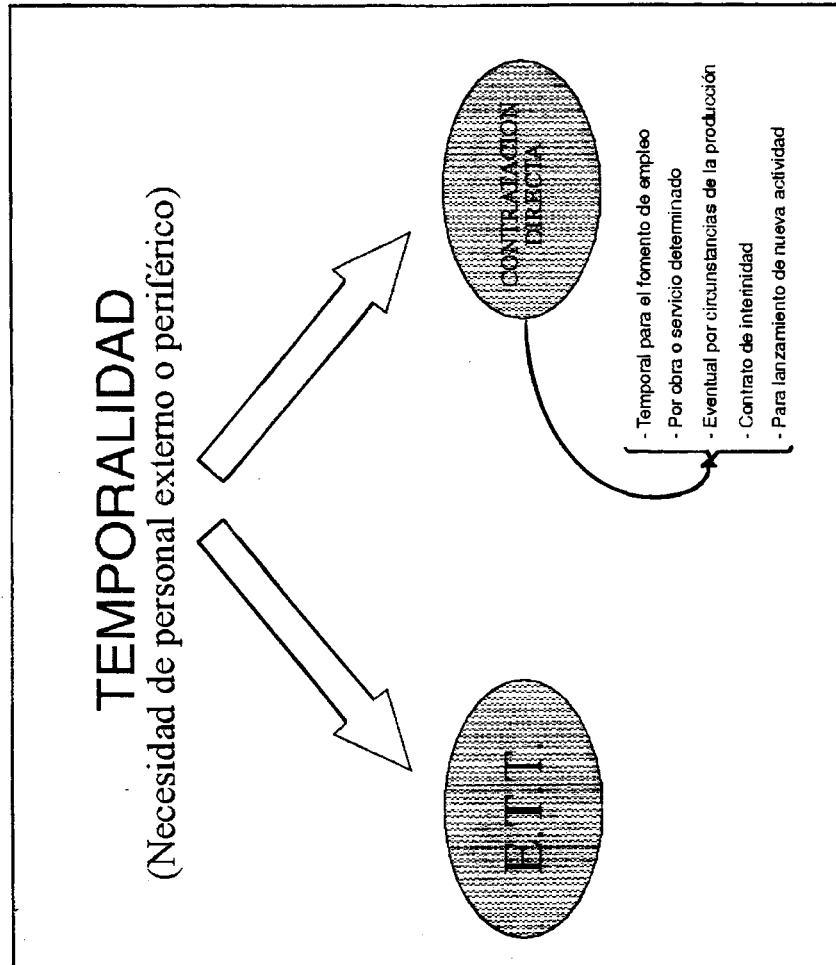 TEMPORALIDAD
(Necesidad de personal externo o periférico)
E.T.T.
CONTRATACION
DIRECTA
- Temporal para el fomento de empleo
- Por obra o servicio determinado
- Eventual por circunstancias de la producción
- Contrato de interinidad
- Para lanzamiento de nueva actividad